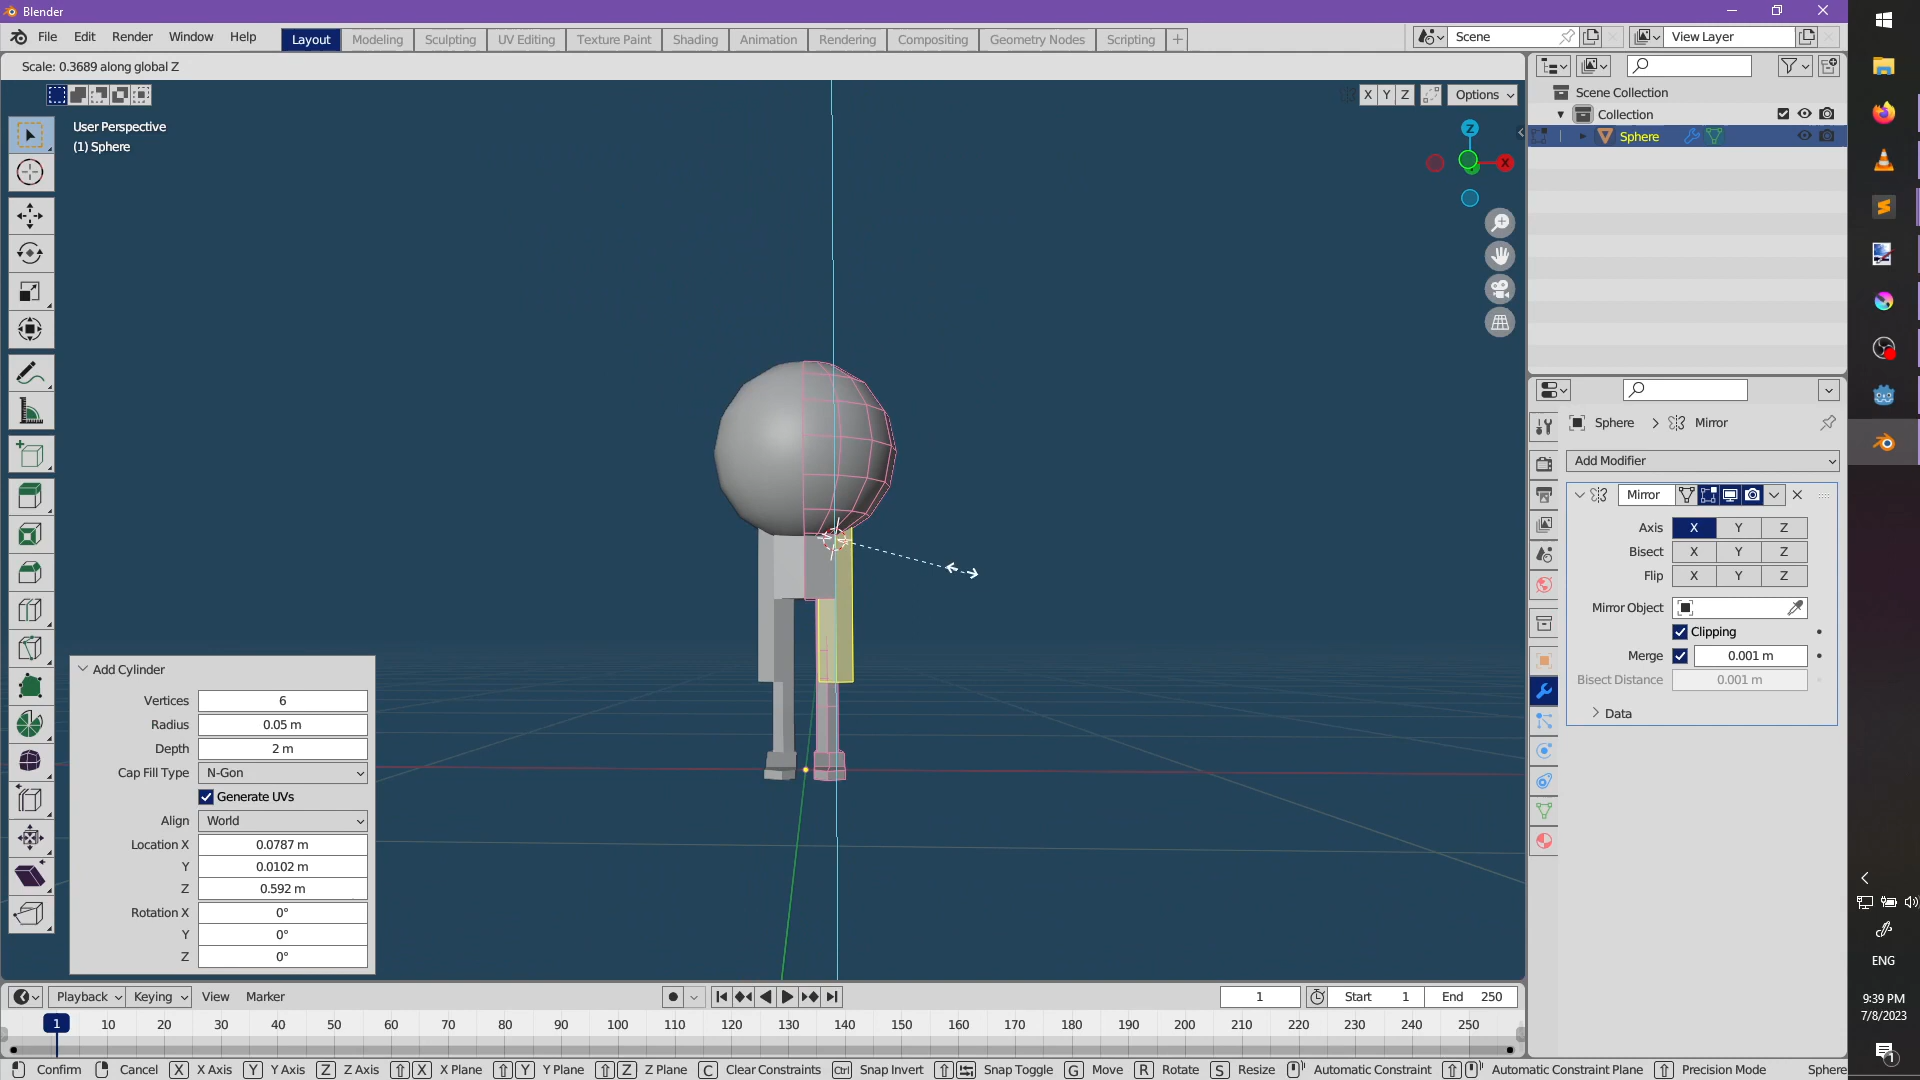 Blender
File Edit Render Window Help
Layout Modeling Sculpting UV Editing Texture Paint Shading Animation Rendering Compositing Geometry Nodes Scripting +
Scene
View Layer
Scale: 0.3689 along global Z
X Y Z
Options
User Perspective
(1) Sphere
Z
X
Scene Collection
Collection
Sphere
Sphere > Mirror
Add Modifier
Mirror
Axis X Y Z
Bisect X Y Z
Flip X Y Z
Mirror Object
Clipping
Merge 0.001 m
Bisect Distance 0.001 m
Data
Add Cylinder
Vertices 6
Radius 0.05 m
Depth 2 m
Cap Fill Type N-Gon
Generate UVs
Align World
Location X 0.0787 m
Y 0.0102 m
Z 0.592 m
Rotation X 0°
Y 0°
Z 0°
Playback Keying View Marker
1
Start 1
End 250
1 10 20 30 40 50 60 70 80 90 100 110 120 130 140 150 160 170 180 190 200 210 220 230 240 250
Confirm Cancel X X Axis Y Y Axis Z Z Axis X X Plane Y Y Plane Z Z Plane C Clear Constraints Ctrl Snap Invert Snap Toggle G Move R Rotate S Resize Automatic Constraint Automatic Constraint Plane Precision Mode Sphere
ENG
9:39 PM
7/8/2023
1